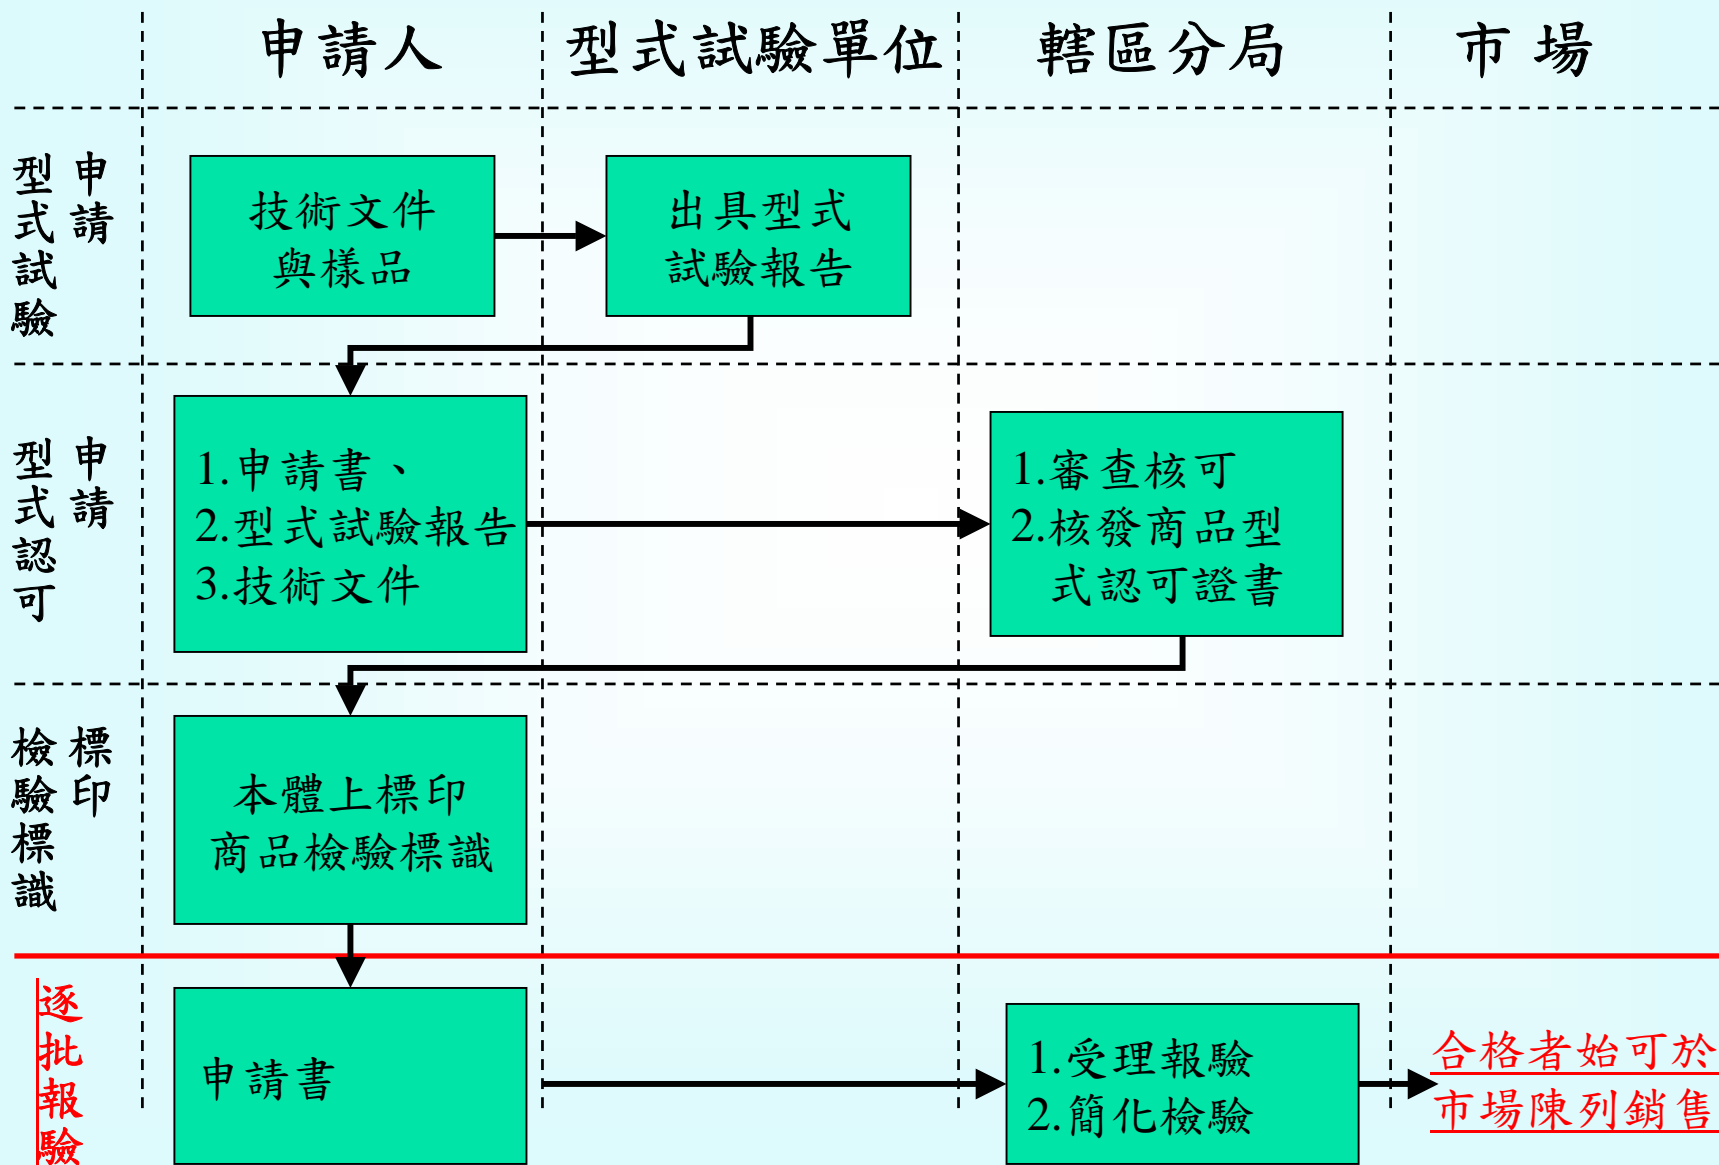 申請人
型式試驗單位
轄區分局
市場
申請
型式試驗
技術文件
與樣品
出具型式
試驗報告
申請
型式認可
1.申請書、
2.型式試驗報告
3.技術文件
1.審查核可
2.核發商品型
式認可證書
標印
檢驗標識
本體上標印
商品檢驗標識
逐批報驗
申請書
1.受理報驗
2.簡化檢驗
合格者始可於
市場陳列銷售